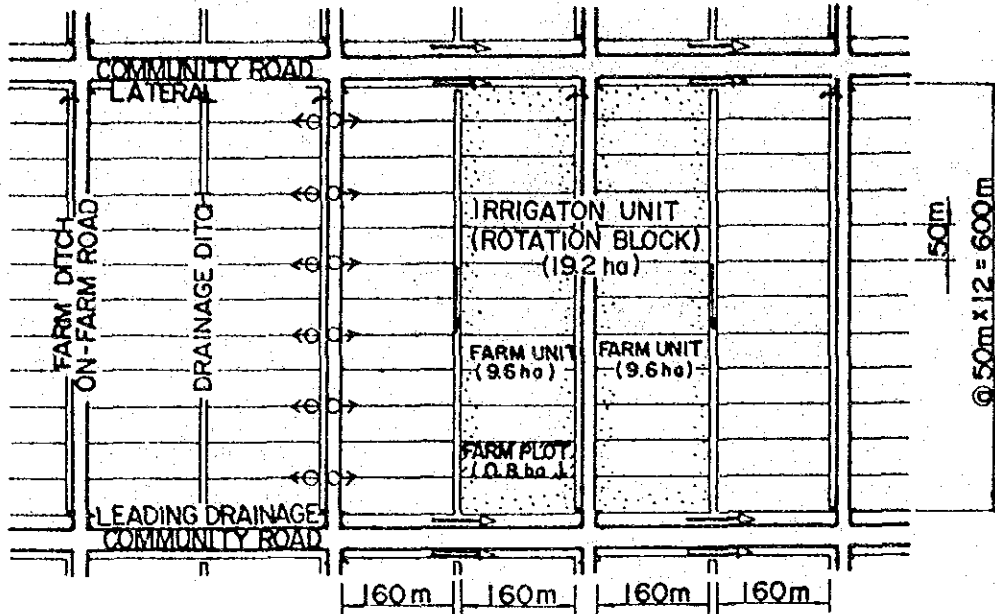 COMMUNITY ROAD
LATERAL
FARM DITCH
ON-FARM ROAD
DRAINAGE DITCH
IRRIGATON UNIT
(ROTATION BLOCK)
(19.2 ha)
FARM UNIT
(9.6 ha)
FARM UNIT
(9.6 ha)
FARM PLOT
(0.8 ha)
LEADING DRAINAGE
COMMUNITY ROAD
50m
@ 50m X 12 = 600m
160m
160m
160m
160m